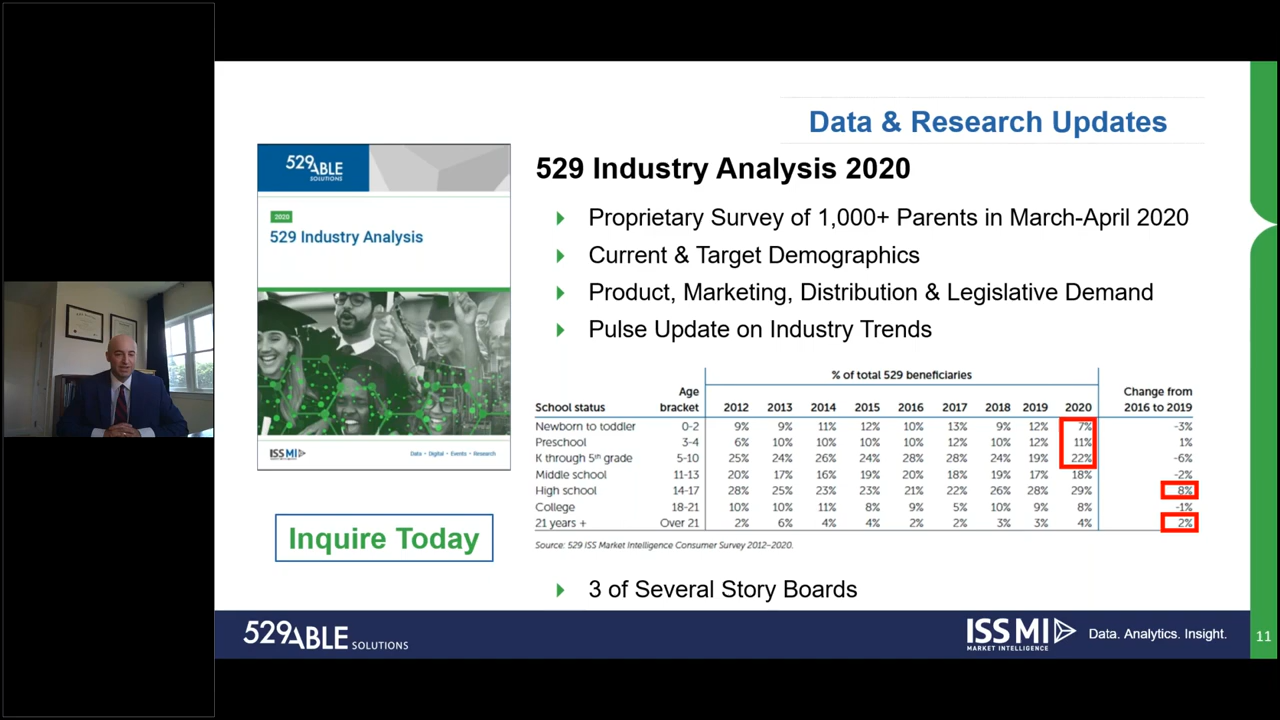 Data & Research Updates
529 ABLE
SOLUTIONS
2020
529 Industry Analysis
ISS MI
Data • Digital • Events • Research
Inquire Today
529 Industry Analysis 2020
Proprietary Survey of 1,000+ Parents in March-April 2020
Current & Target Demographics
Product, Marketing, Distribution & Legislative Demand
Pulse Update on Industry Trends
% of total 529 beneficiaries
School status Age bracket 2012 2013 2014 2015 2016 2017 2018 2019 2020 Change from 2016 to 2019
Newborn to toddler 0-2 9% 9% 11% 12% 10% 13% 9% 12% 7% -3%
Preschool 3-4 6% 10% 10% 10% 10% 12% 10% 12% 11% 1%
K through 5th grade 5-10 25% 24% 26% 24% 28% 28% 24% 19% 22% -6%
Middle school 11-13 20% 17% 16% 19% 20% 18% 19% 17% 18% -2%
High school 14-17 28% 25% 23% 23% 21% 22% 26% 28% 29% 8%
College 18-21 10% 10% 11% 8% 9% 5% 10% 9% 8% -1%
21 years + Over 21 2% 6% 4% 4% 2% 2% 3% 3% 4% 2%
Source: 529 ISS Market Intelligence Consumer Survey 2012–2020.
3 of Several Story Boards
529 ABLE SOLUTIONS
ISS MI
MARKET INTELLIGENCE
Data. Analytics. Insight.
11